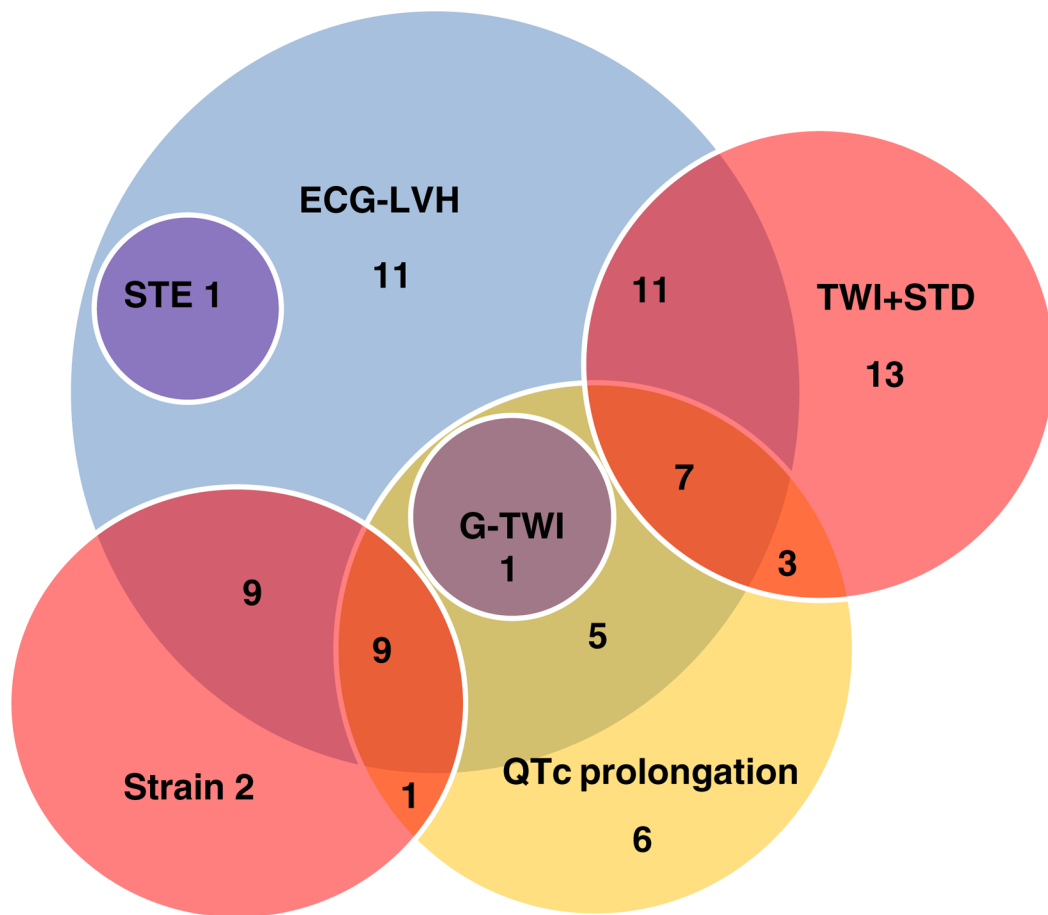 ECG-LVH
11
STE 1
11
TWI+STD
13
7
3
G-TWI
1
9
9
5
Strain 2
1
QTc prolongation
6